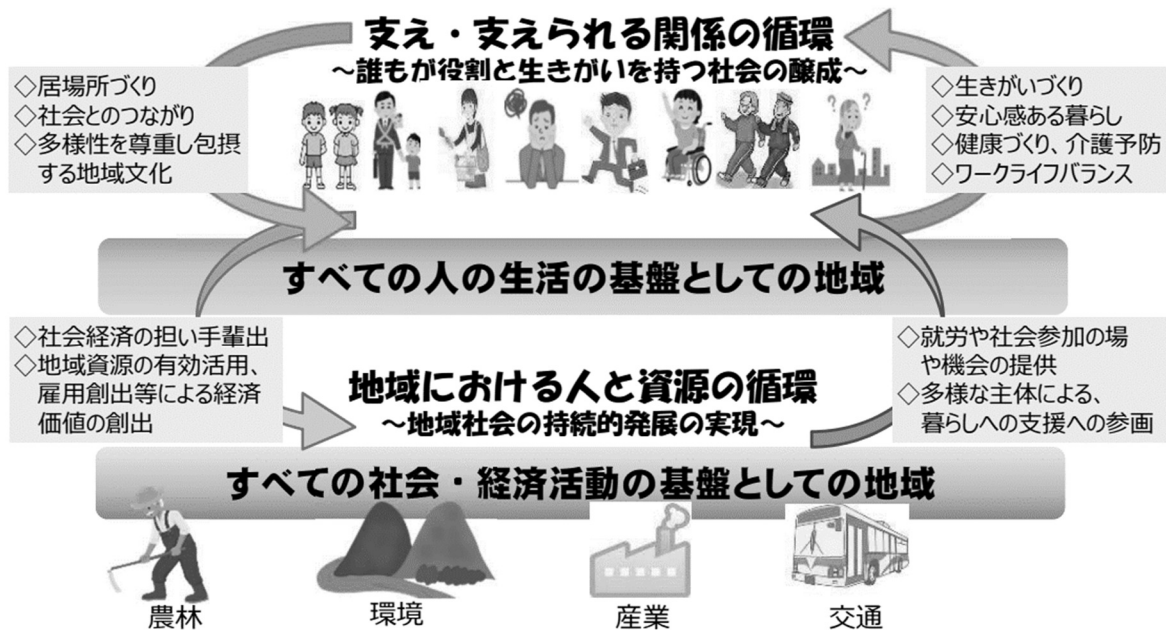 支え・支えられる関係の循環
～誰もが役割と生きがいを持つ社会の醸成～
◇居場所づくり
◇社会とのつながり
◇多様性を尊重し包摂
する地域文化
◇生きがいづくり
◇安心感ある暮らし
◇健康づくり、介護予防
◇ワークライフバランス
? ?
すべての人の生活の基盤としての地域
◇社会経済の担い手輩出
◇地域資源の有効活用、
雇用創出等による経済
価値の創出
地域における人と資源の循環
～地域社会の持続的発展の実現～
◇就労や社会参加の場
や機会の提供
◇多様な主体による、
暮らしへの支援への参画
すべての社会・経済活動の基盤としての地域
農林
環境
産業
交通